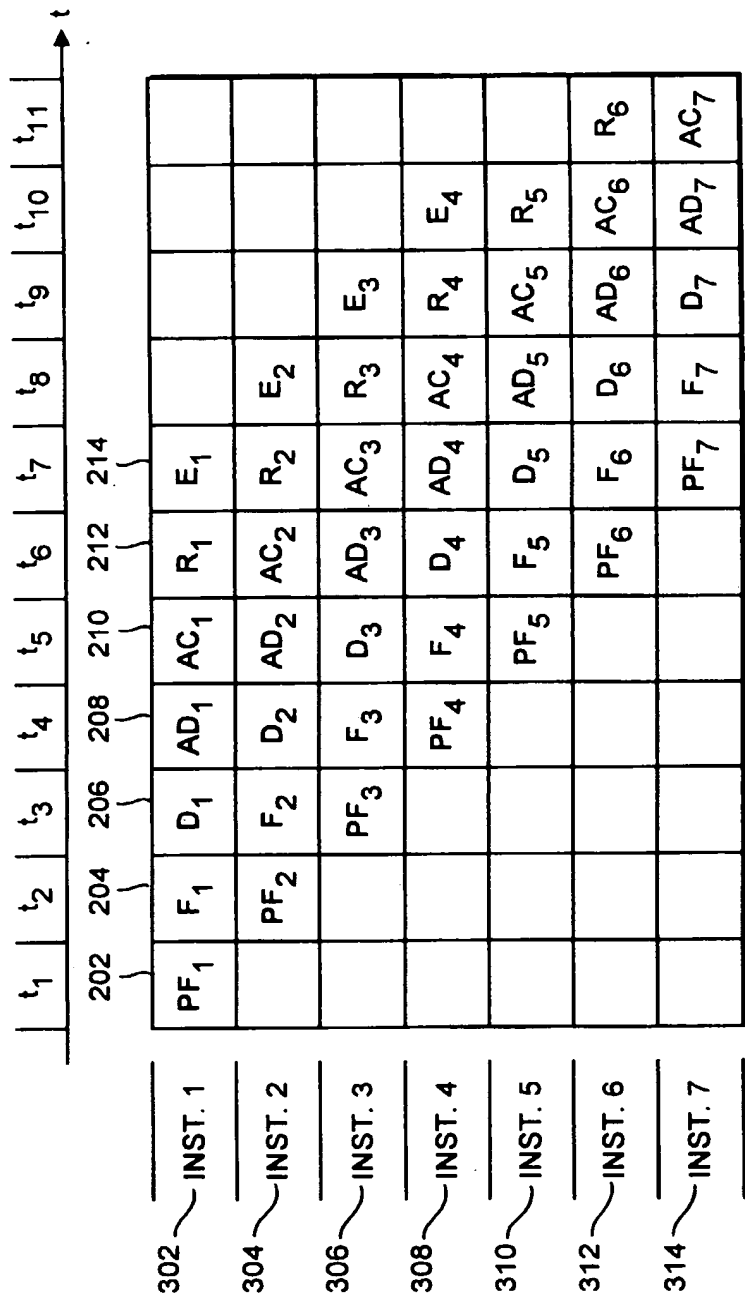 t1 t2 t3 t4 t5 t6 t7 t8 t9 t10 t11 t
202 204 206 208 210 212 214
302 INST. 1 PF1 F1 D1 AD1 AC1 R1 E1
304 INST. 2 PF2 F2 D2 AD2 AC2 R2 E2
306 INST. 3 PF3 F3 D3 AD3 AC3 R3 E3
308 INST. 4 PF4 F4 D4 AD4 AC4 R4 E4
310 INST. 5 PF5 F5 D5 AD5 AC5 R5
312 INST. 6 PF6 F6 D6 AD6 AC6 R6
314 INST. 7 PF7 F7 D7 AD7 AC7